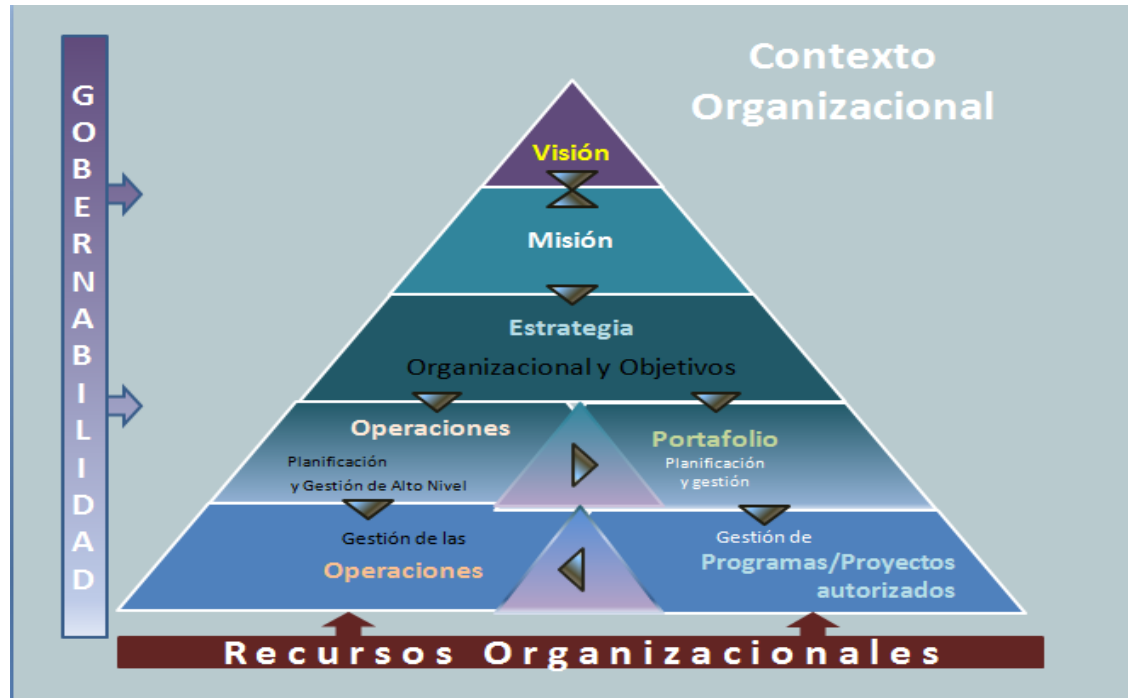 Contexto
Organizacional
GOBERNABILIDAD
Visión
Misión
Estrategia
Organizacional y Objetivos
Operaciones
Planificación
y Gestión de Alto Nivel
Portafolio
Planificación
y gestión
Gestión de las
Operaciones
Gestión de
Programas/Proyectos
autorizados
Recursos Organizacionales